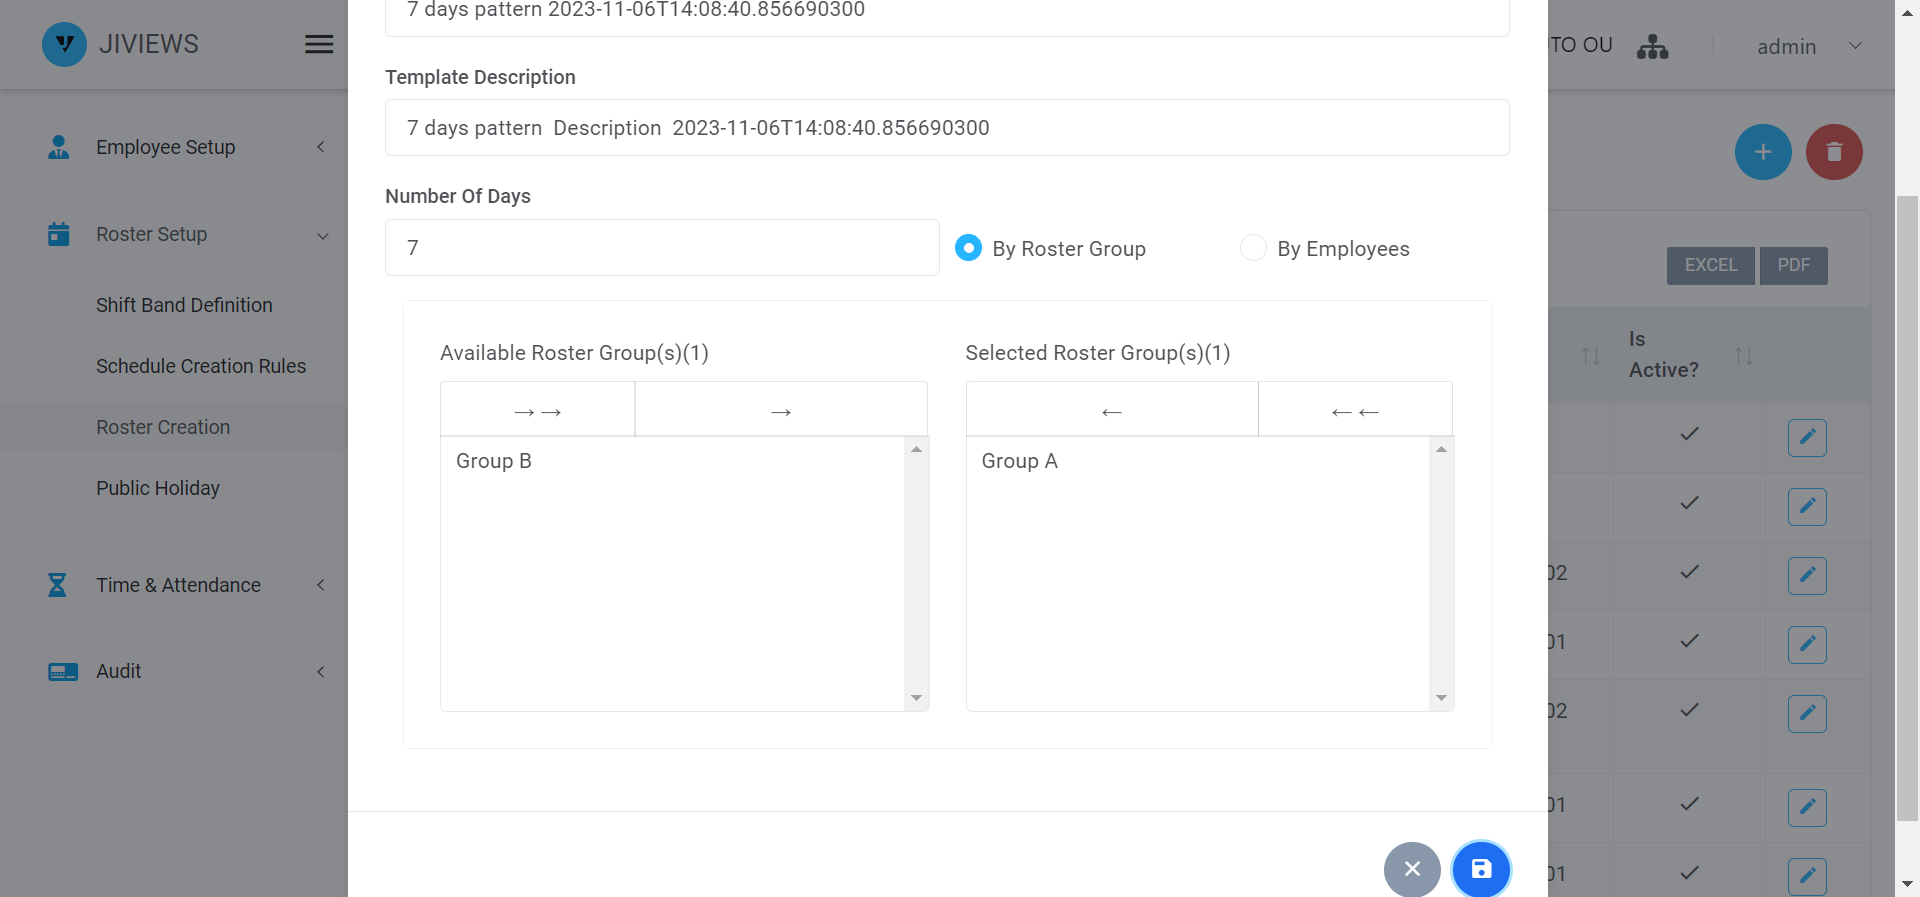 7 days pattern 2023-11-06T14:08:40.856690300
JIVIEWS
TO OU
admin
Template Description
7 days pattern  Description  2023-11-06T14:08:40.856690300
Employee Setup
Number Of Days
Roster Setup
7
By Roster Group
By Employees
EXCEL
PDF
Shift Band Definition
Available Roster Group(s)(1)
Selected Roster Group(s)(1)
Is
Active?
Schedule Creation Rules
→→
→
←
←←
Roster Creation
Group B
Group A
Public Holiday
02
Time & Attendance
01
Audit
02
01
01